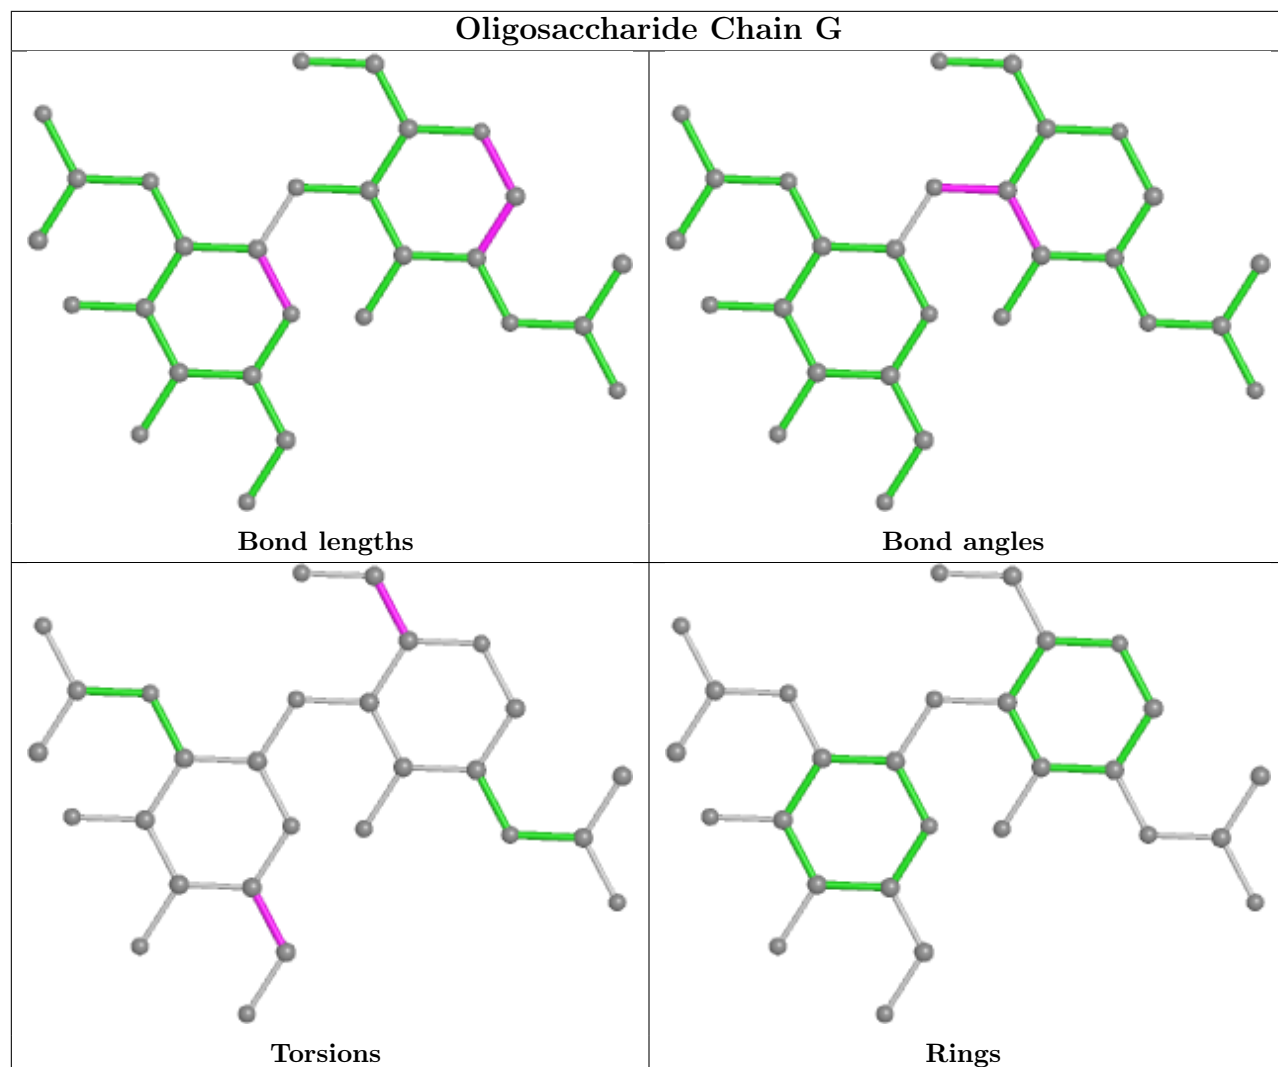 Oligosaccharide Chain G
Bond lengths
Bond angles
Torsions
Rings